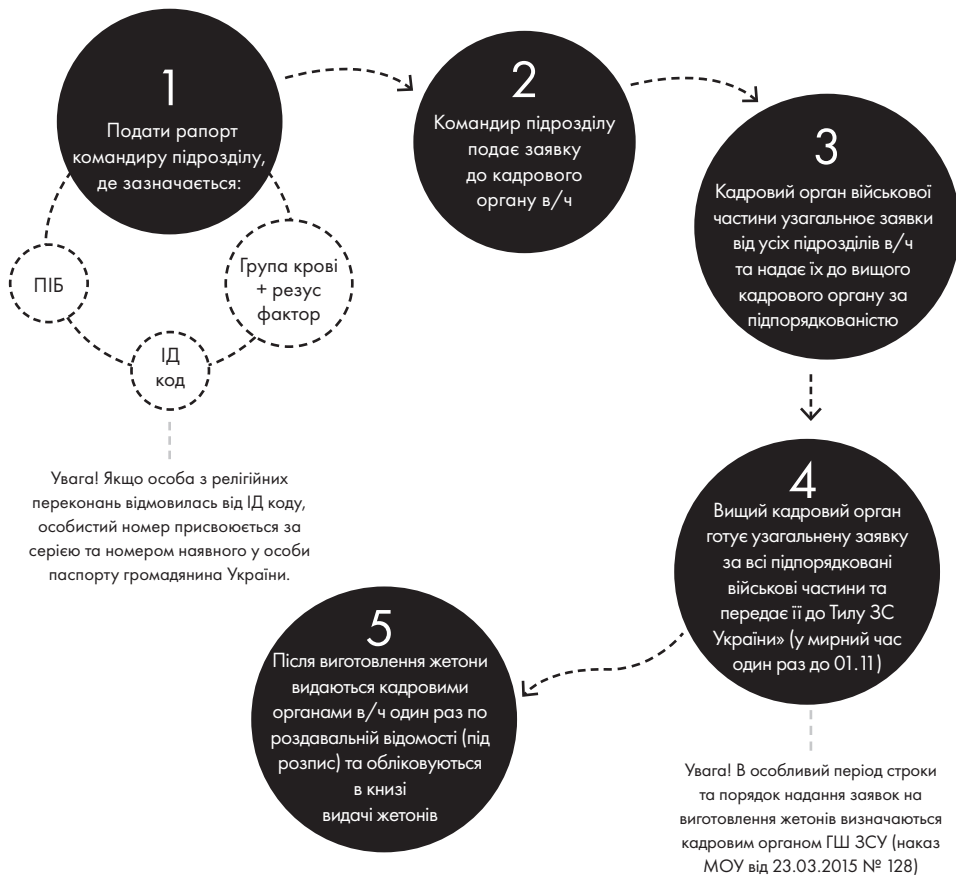 1
Подати рапорт
командиру підрозділу,
де зазначається:
ПІБ
ІД
код
Група крові
+ резус
фактор
Увага! Якщо особа з релігійних
переконань відмовилась від ІД коду,
особистий номер присвоюється за
серією та номером наявного у особи
паспорту громадянина України.
2
Командир підрозділу
подає заявку
до кадрового
органу в/ч
3
Кадровий орган військової
частини узагальнює заявки
від усіх підрозділів в/ч
та надає їх до вищого
кадрового органу за
підпорядкованістю
4
Вищий кадровий орган
готує узагальнену заявку
за всі підпорядковані
військові частини та
передає її до Тилу ЗС
України» (у мирний час
один раз до 01.11)
Увага! В особливий період строки
та порядок надання заявок на
виготовлення жетонів визначаються
кадровим органом ГШ ЗСУ (наказ
МОУ від 23.03.2015 № 128)
5
Після виготовлення жетони
видаються кадровими
органами в/ч один раз по
роздавальній відомості (під
розпис) та обліковуються
в книзі
видачі жетонів